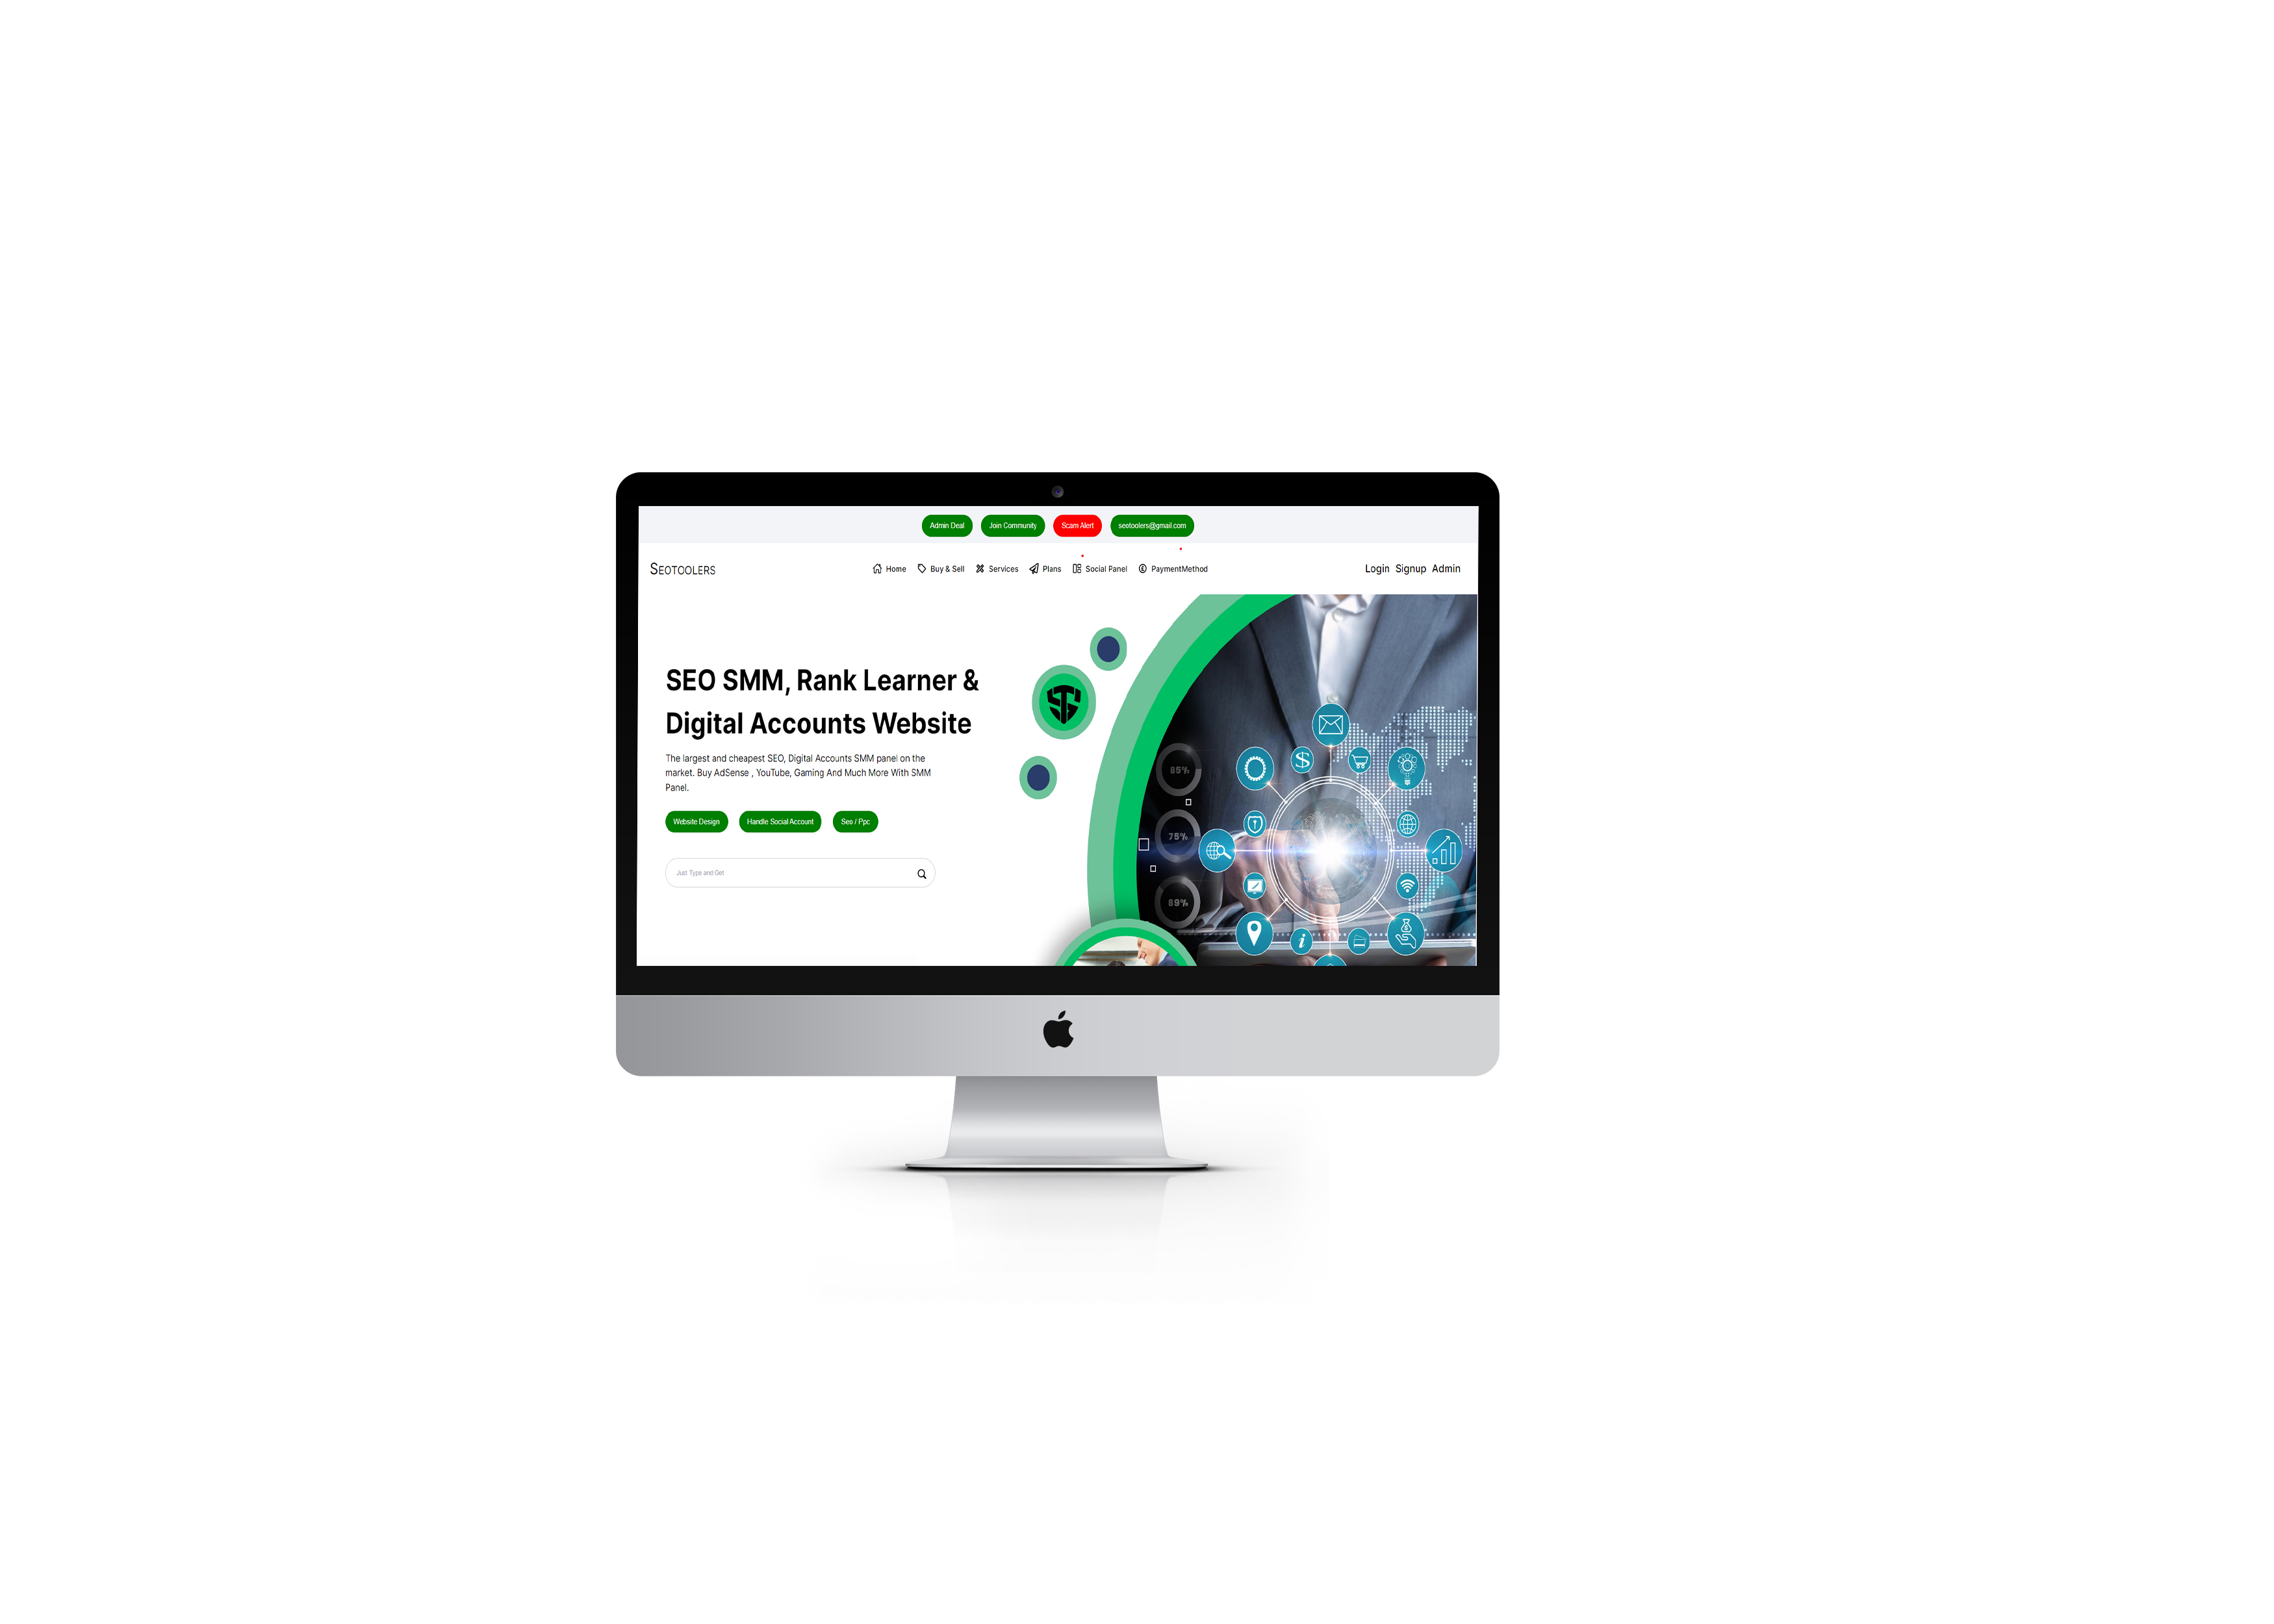 Admin Deal Join Community Scam Alert seotoolers@gmail.com
SEOTOOLERS Home Buy & Sell Services Plans Social Panel PaymentMethod Login Signup Admin
SEO SMM, Rank Learner &
Digital Accounts Website
The largest and cheapest SEO, Digital Accounts SMM panel on the
market. Buy AdSense , YouTube, Gaming And Much More With SMM
Panel.
Website Design Handle Social Account Seo / Ppc
Just Type and Get
85%
75%
89%